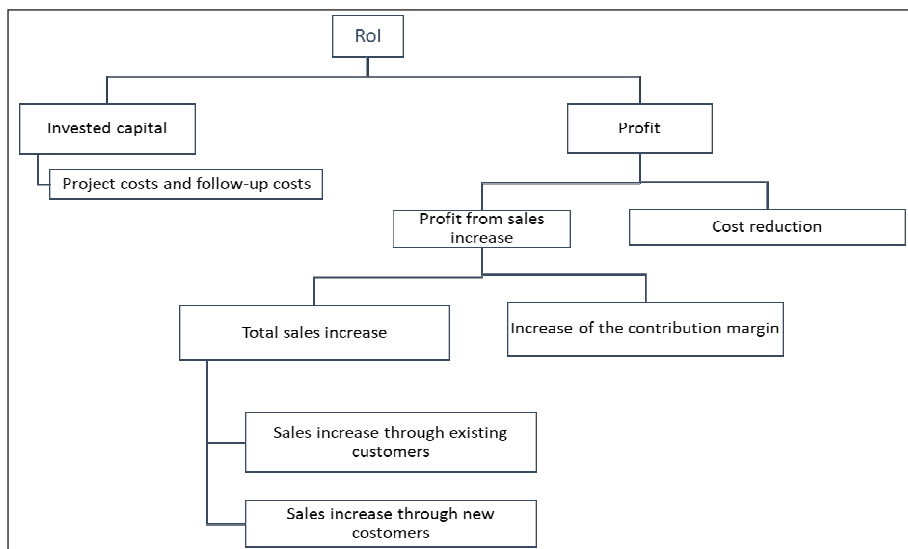 RoI
Invested capital
Profit
Project costs and follow-up costs
Profit from sales
increase
Cost reduction
Total sales increase
Increase of the contribution margin
Sales increase through existing
customers
Sales increase through new
costomers